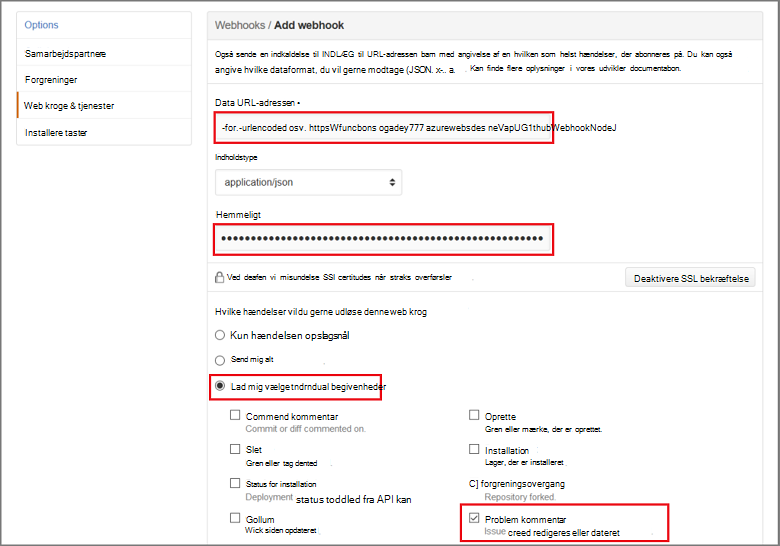 Options
Samarbejdspartnere
Forgreninger
Web kroge & tjenester
Installere taster
Webhooks / Add webhook
Også sende en indkaldelse til INDLÆG til URL-adressen bam med angivelse af en hvilken som helst hændelser, der abonneres på. Du kan også
angive hvilke dataformat, du vil gerne modtage (JSON. x-.. a. Kan finde flere oplysninger i vores udvikler documentabon.
Data URL-adressen •
-for.-urlencoded osv. httpsWfuncbons ogadey777 azurewebsdes neVapUG1thubWebhookNodeJ
Indholdstype
application/json
Hemmeligt
Ved deafen vi misundelse SSI certitudes når straks overførsler
Deaktivere SSL bekræftelse
Hvilke hændelser vil du gerne udløse denne web krog
Kun hændelsen opslagsnål
Send mig alt
Lad mig vælge tndrndual begivenheder
Commend kommentar
Commit or diff commented on.
Oprette
Gren eller mærke, der er oprettet.
Slet
Gren eller tag dented
Installation
Lager, der er installeret
Status for installation
Deployment status toddled fra API kan
C] forgreningsovergang
Repository forked.
Gollum
Wick siden opdateret
Problem kommentar
Issue creed redigeres eller dateret